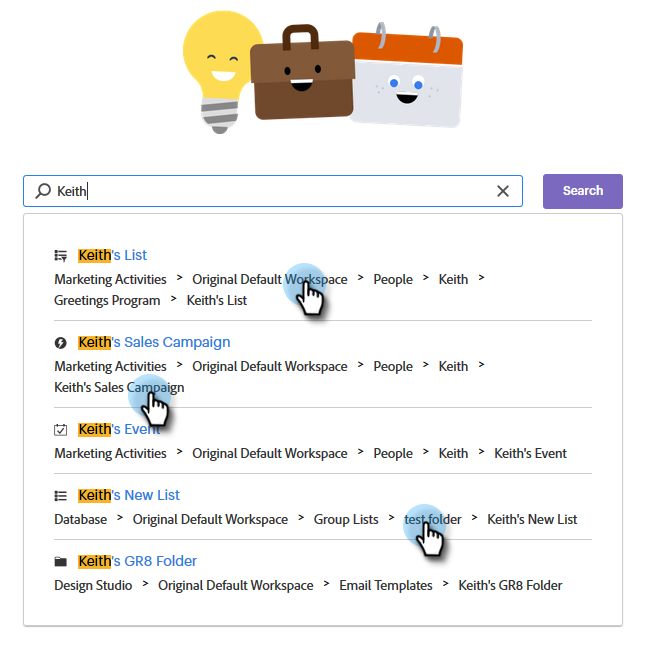 Keith
Search
Keith's List
Marketing Activities > Original Default Workspace > People > Keith >
Greetings Program > Keith's List
Keith's Sales Campaign
Marketing Activities > Original Default Workspace > People > Keith >
Keith's Sales Campaign
Keith's Event
Marketing Activities > Original Default Workspace > People > Keith > Keith's Event
Keith's New List
Database > Original Default Workspace > Group Lists > test folder > Keith's New List
Keith's GR8 Folder
Design Studio > Original Default Workspace > Email Templates > Keith's GR8 Folder